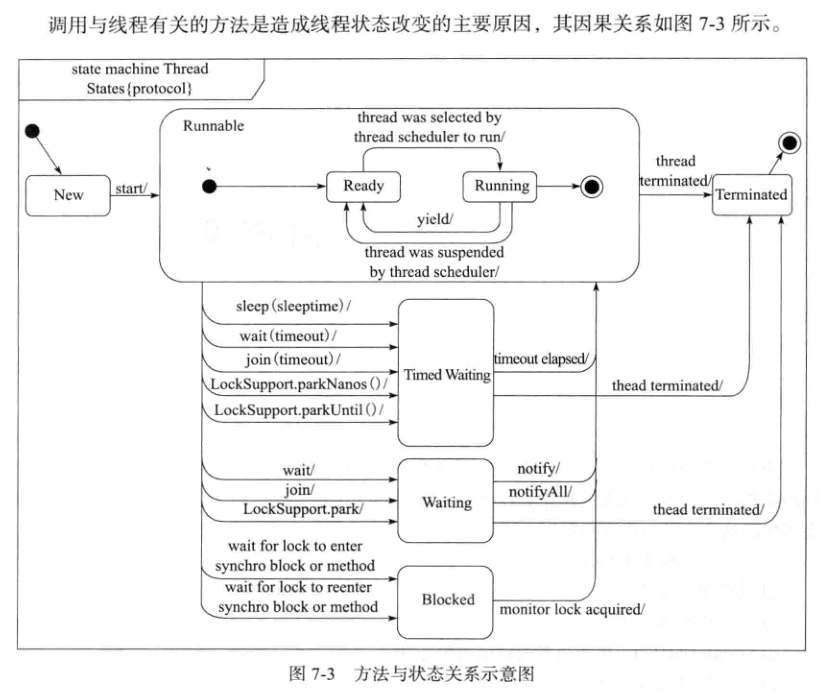 调用与线程有关的方法是造成线程状态改变的主要原因，其因果关系如图 7-3 所示。
state machine Thread
States{protocol}
Runnable
thread was selected by
thread scheduler to run/
New
start/
Ready
Running
yield/
thread was suspended
by thread scheduler/
thread
terminated/
Terminated
sleep(sleeptime)/
wait(timeout)/
join(timeout)/
LockSupport.parkNanos()/
LockSupport.parkUntil()/
Timed Waiting
timeout elapsed/
thead terminated/
wait/
join/
LockSupport.park/
Waiting
notify/
notifyAll/
thead terminated/
wait for lock to enter
synchro block or method
wait for lock to reenter
synchro block or method
Blocked
monitor lock acquired/
图 7-3 方法与状态关系示意图